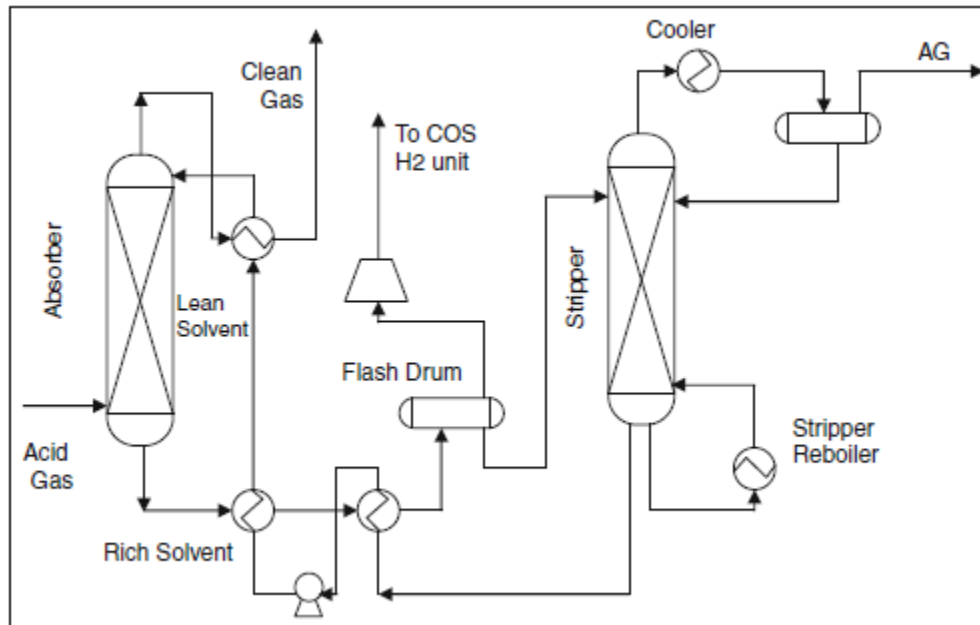 Cooler
AG
Clean
Gas
To COS
H2 unit
Absorber
Lean
Solvent
Stripper
Flash Drum
Acid
Gas
Stripper
Reboiler
Rich Solvent